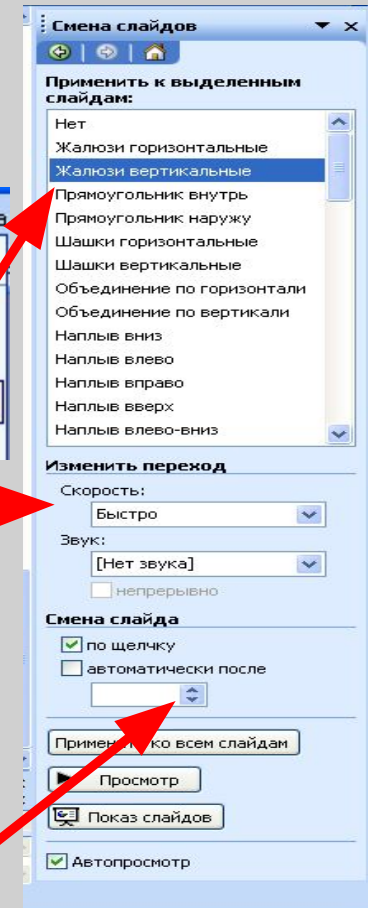 Смена слайдов
Применить к выделенным
слайдам:
Нет
Жалюзи горизонтальные
Жалюзи вертикальные
Прямоугольник внутрь
Прямоугольник наружу
Шашки горизонтальные
Шашки вертикальные
Объединение по горизонтали
Объединение по вертикали
Наплыв вниз
Наплыв влево
Наплыв вправо
Наплыв вверх
Наплыв влево-вниз
Изменить переход
Скорость:
Быстро
Звук:
[Нет звука]
непрерывно
Смена слайда
по щелчку
автоматически после
ко всем слайдам
Просмотр
Показ слайдов
Автопросмотр